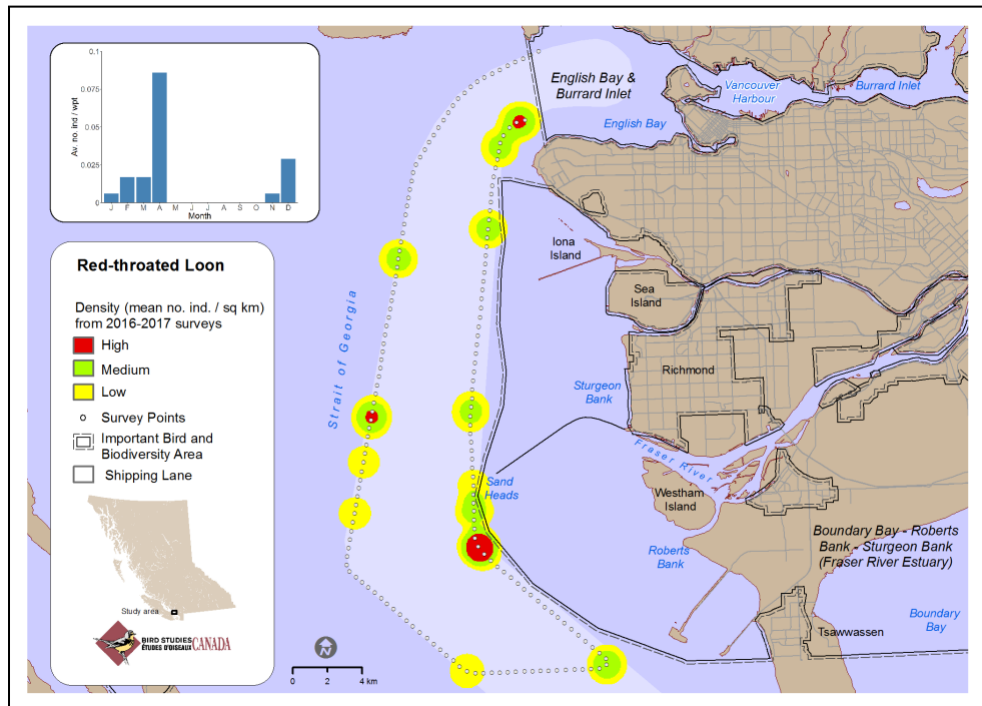 0.1
0.075
0.05
0.025
0
Av. no. ind / wpt
J F M A M J J A S O N D
Month
Red-throated Loon
Density (mean no. ind. / sq km)
from 2016-2017 surveys
High
Medium
Low
Survey Points
Important Bird and
Biodiversity Area
Shipping Lane
Study area
BIRD STUDIES
ÉTUDES D'OISEAUX
CANADA
N
0 2 4 km
English Bay &
Burrard Inlet
English Bay
Vancouver
Harbour
Burrard Inlet
Iona
Island
Sea
Island
Strait of Georgia
Richmond
Sturgeon
Bank
Fraser River
Sand
Heads
Westham
Island
Roberts
Bank
Boundary Bay - Roberts
Bank - Sturgeon Bank
(Fraser River Estuary)
Boundary
Bay
Tsawwassen